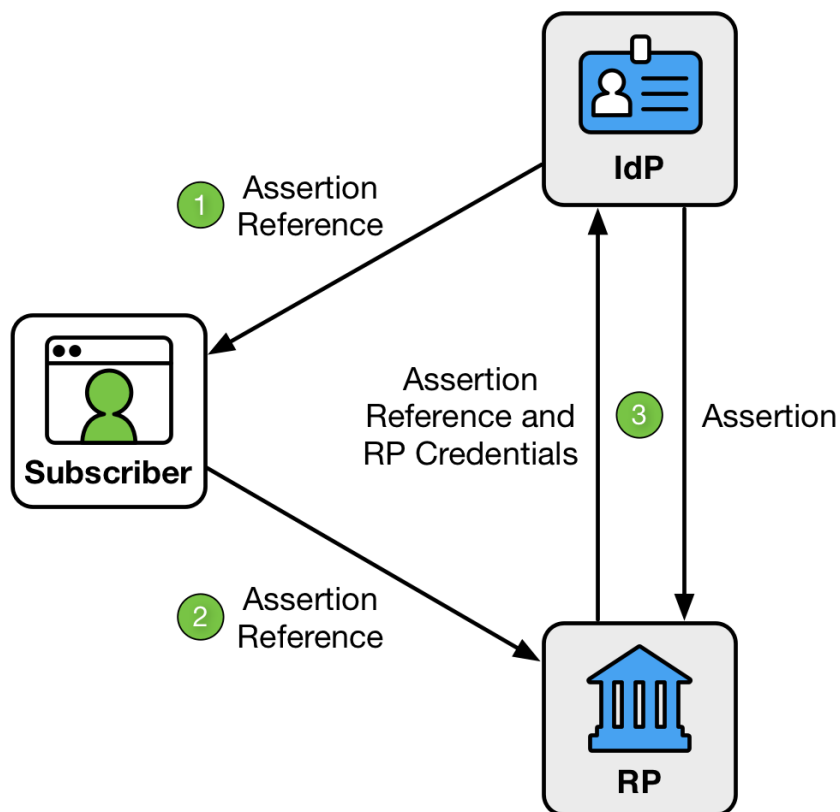 IdP
1
Assertion
Reference
Subscriber
Assertion
Reference and
RP Credentials
3
Assertion
2
Assertion
Reference
RP